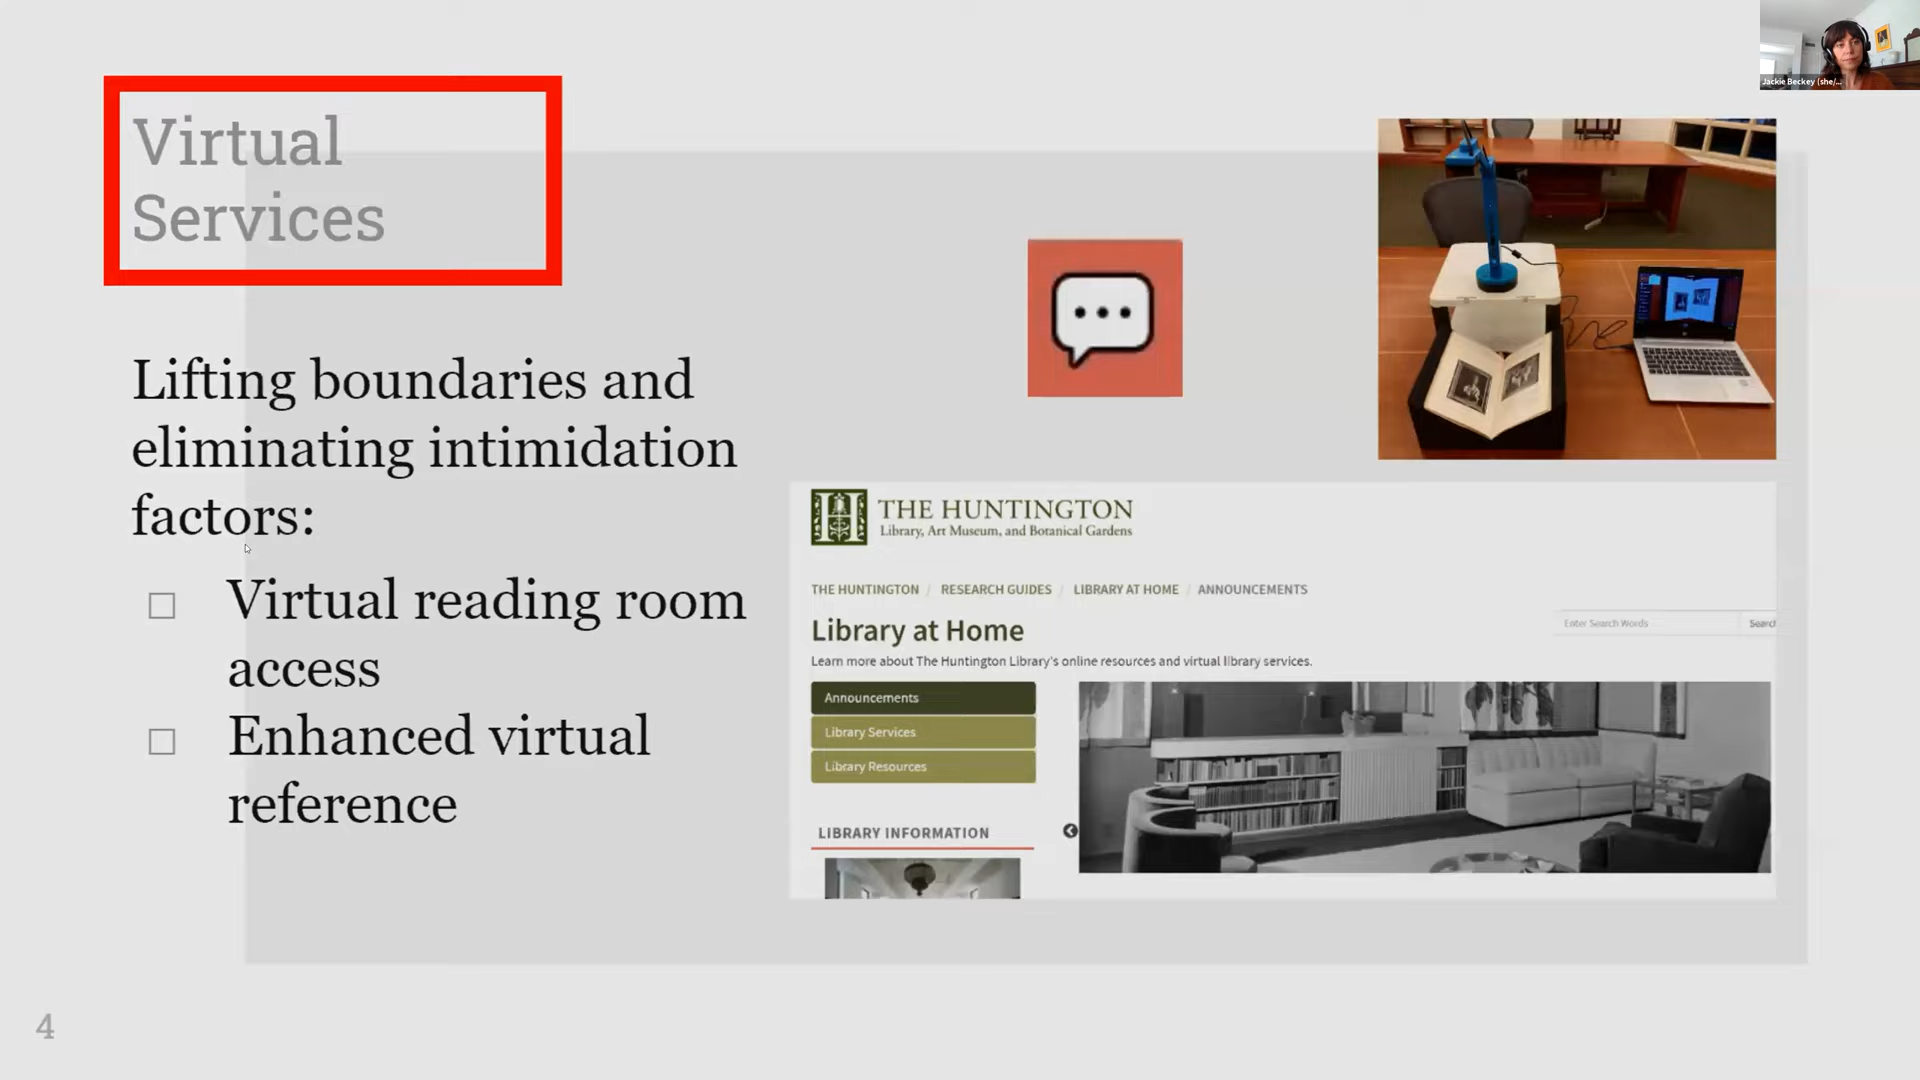 Jackie Beckey (she/...
Virtual
Services
Lifting boundaries and
eliminating intimidation
factors:
Virtual reading room
access
Enhanced virtual
reference
THE HUNTINGTON
Library, Art Museum, and Botanical Gardens
THE HUNTINGTON / RESEARCH GUIDES / LIBRARY AT HOME / ANNOUNCEMENTS
Enter Search Words Search
Library at Home
Learn more about The Huntington Library's online resources and virtual library services.
Announcements
Library Services
Library Resources
LIBRARY INFORMATION
4